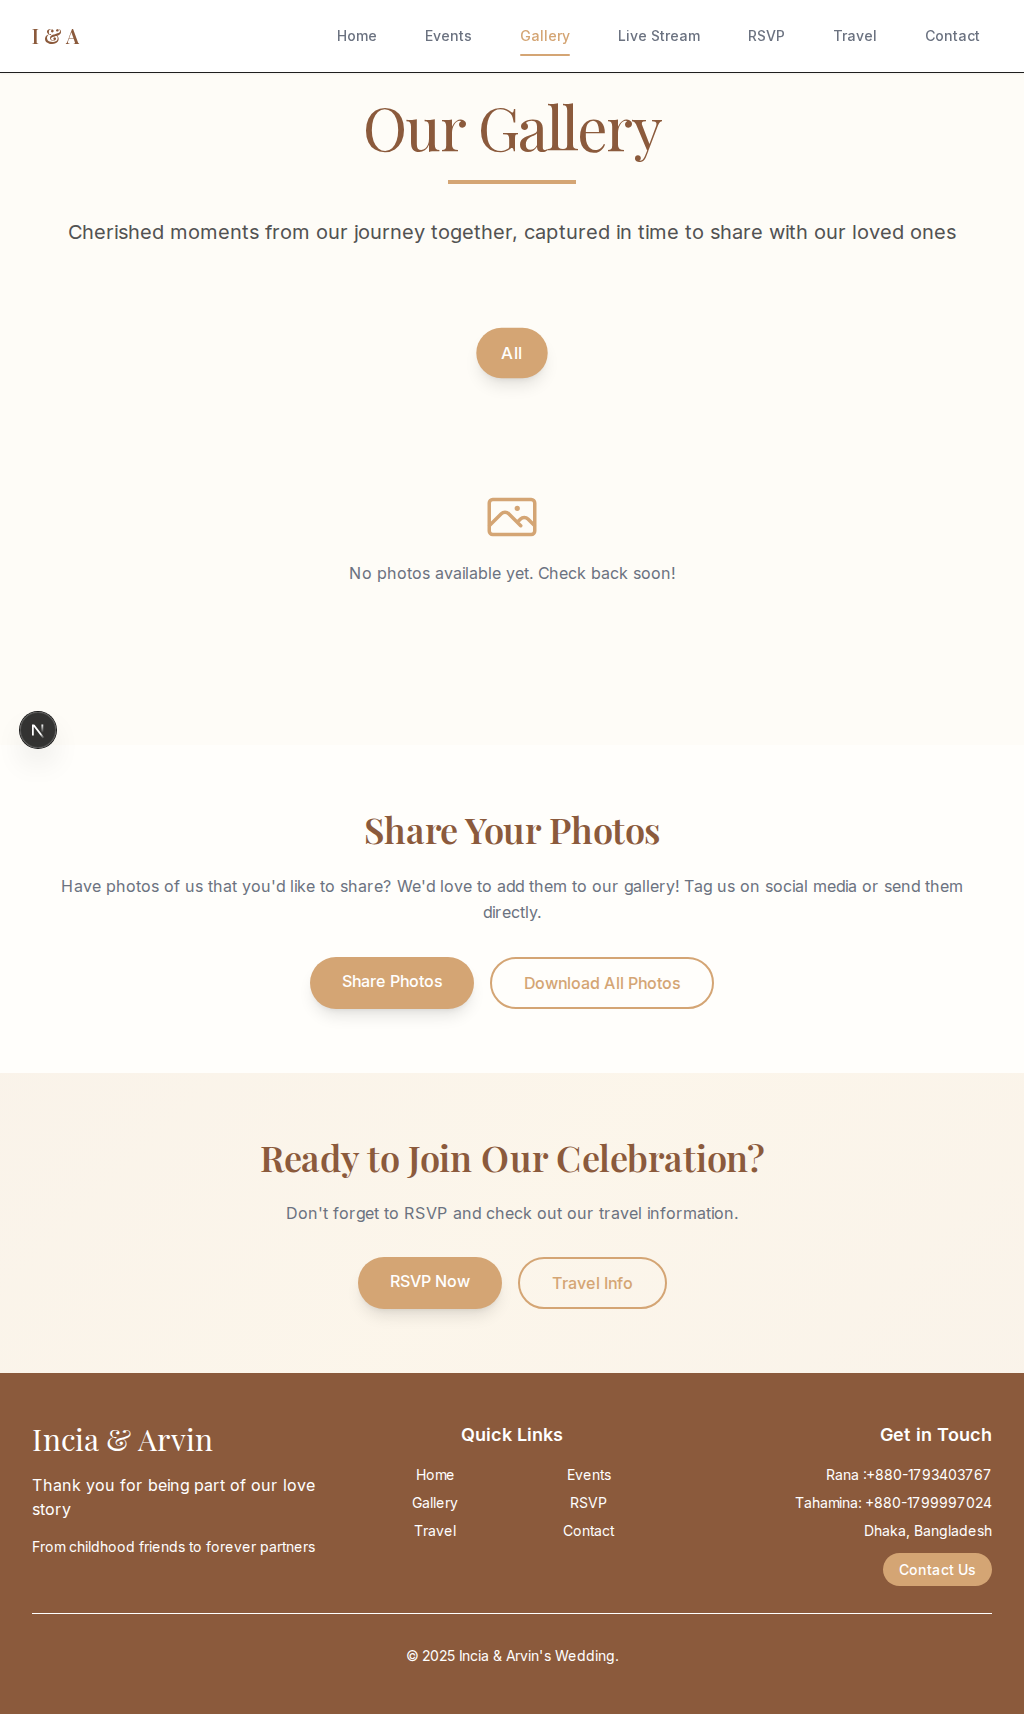 I & A
Home Events Gallery Live Stream RSVP Travel Contact
Our Gallery
Cherished moments from our journey together, captured in time to share with our loved ones
All
No photos available yet. Check back soon!
N
Share Your Photos
Have photos of us that you'd like to share? We'd love to add them to our gallery! Tag us on social media or send them
directly.
Share Photos Download All Photos
Ready to Join Our Celebration?
Don't forget to RSVP and check out our travel information.
RSVP Now Travel Info
Incia & Arvin
Thank you for being part of our love
story
From childhood friends to forever partners
Quick Links
Home Events
Gallery RSVP
Travel Contact
Get in Touch
Rana :+880-1793403767
Tahamina: +880-1799997024
Dhaka, Bangladesh
Contact Us
© 2025 Incia & Arvin's Wedding.